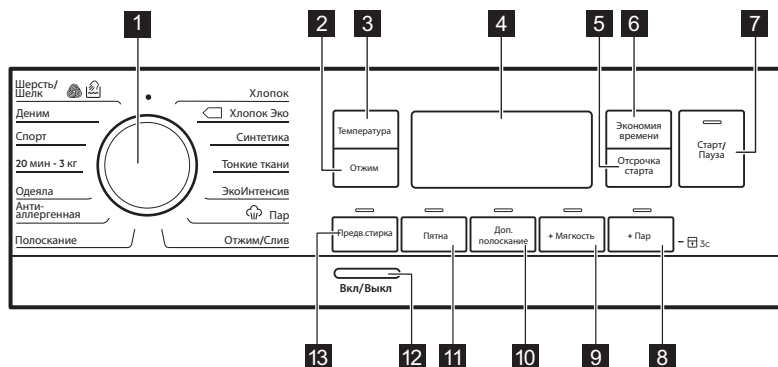 1
2
3
4
5
6
7
Шерсть/
Шелк
Деним
Спорт
20 мин - 3 кг
Одеяла
Анти-
аллергенная
Полоскание
Хлопок
Хлопок Эко
Синтетика
Тонкие ткани
ЭкоИнтенсив
Пар
Отжим/Слив
Температура
Отжим
Экономия
времени
Отсрочка
старта
Старт/
Пауза
Предв.стирка
Пятна
Доп.
полоскание
+ Мягкость
+ Пар
3с
Вкл/Выкл
13
12
11
10
9
8